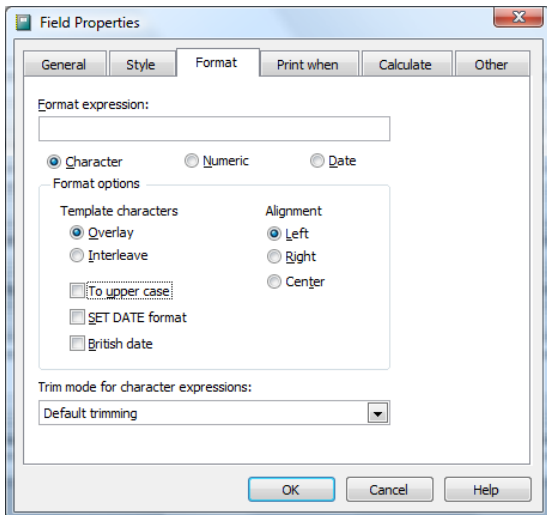 Field Properties
General Style Format Print when Calculate Other
Format expression:
Character Numeric Date
Format options
Template characters Alignment
Overlay Left
Interleave Right
Center
To upper case
SET DATE format
British date
Trim mode for character expressions:
Default trimming
OK Cancel Help